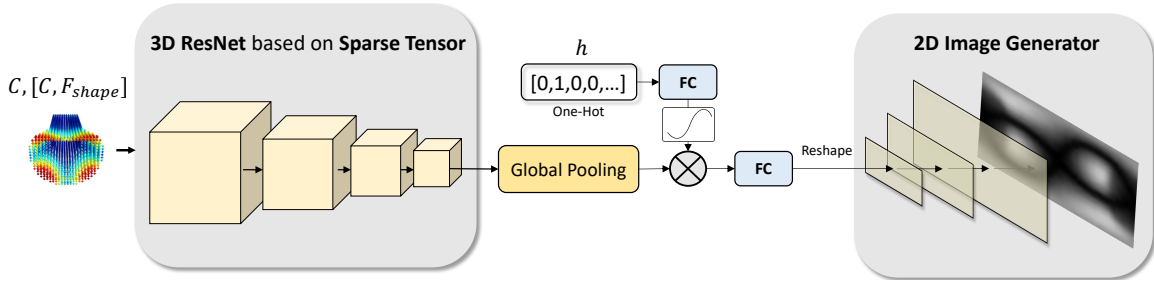 3D ResNet based on Sparse Tensor
C, [C, F_shape]
h
[0,1,0,0,...]
One-Hot
FC
Global Pooling
FC
Reshape
2D Image Generator